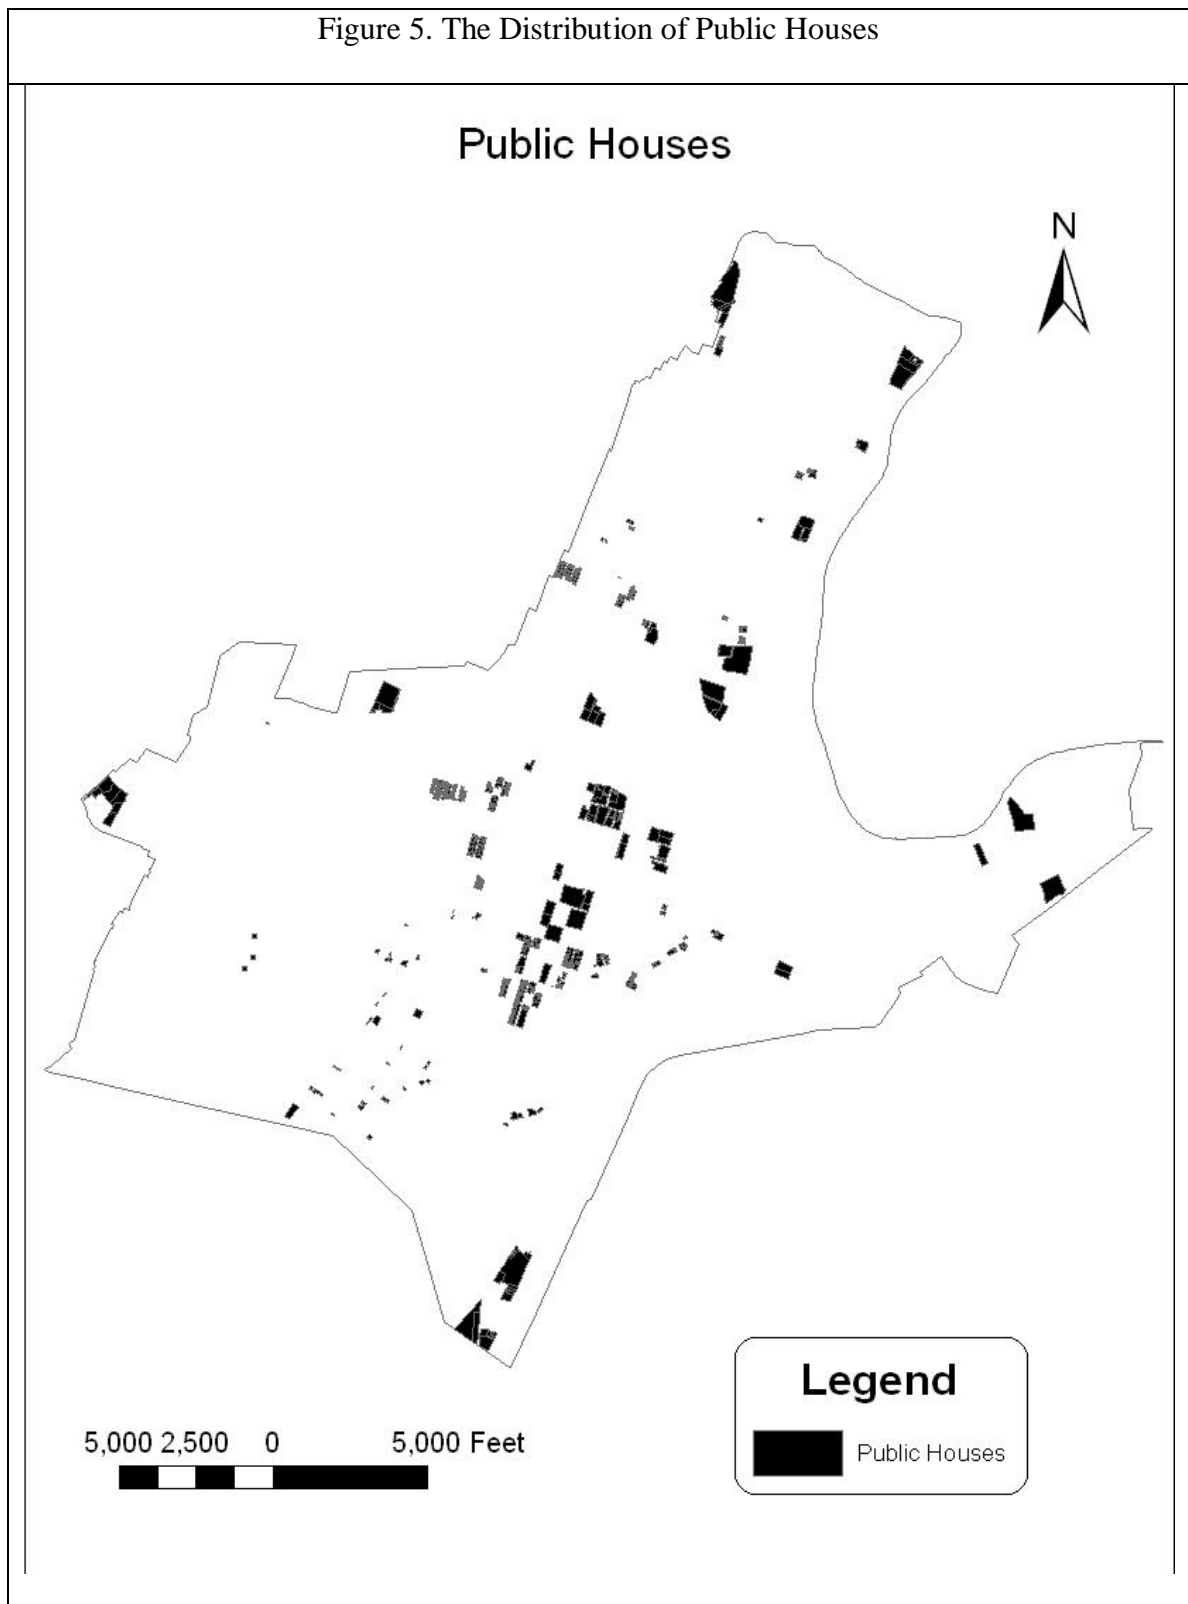 Figure 5. The Distribution of Public Houses
Public Houses
N
Legend
Public Houses
5,000 2,500 0 5,000 Feet